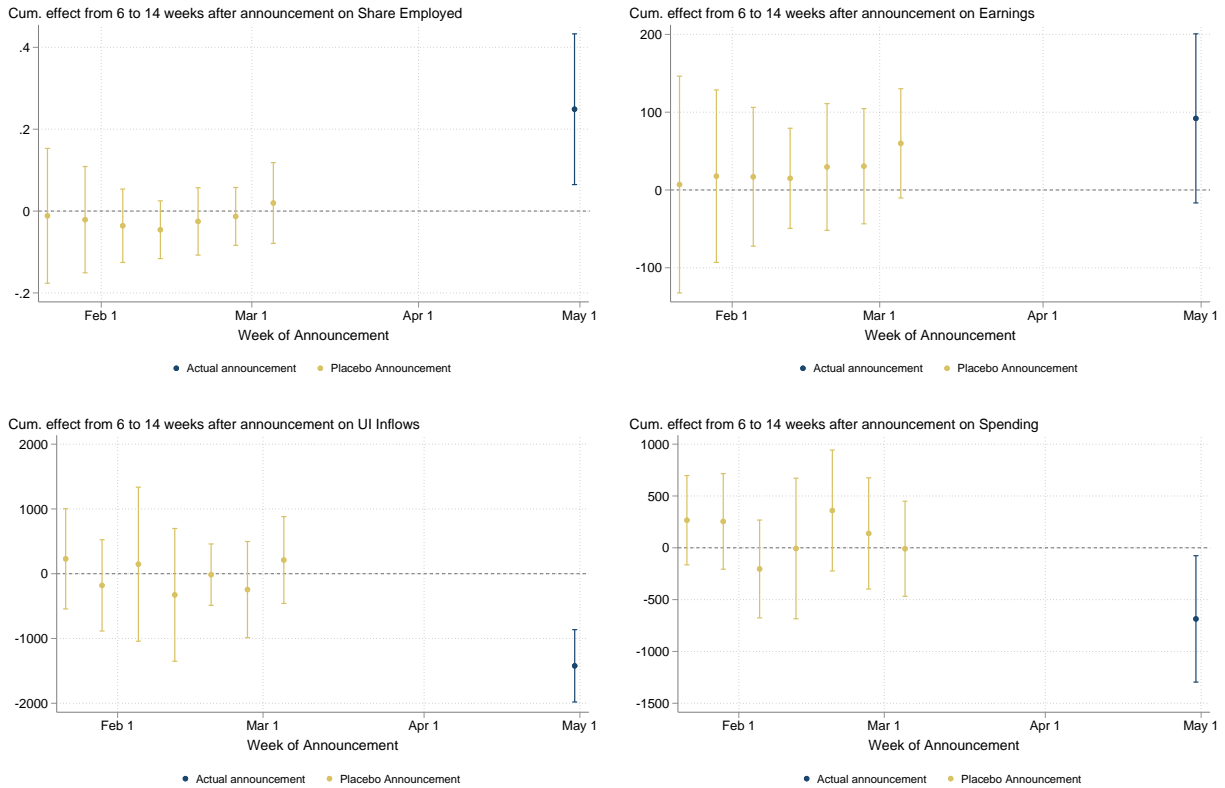 Cum. effect from 6 to 14 weeks after announcement on Share Employed
.4
.2
0
-.2
Feb 1 Mar 1 Apr 1 May 1
Week of Announcement
Actual announcement Placebo Announcement
Cum. effect from 6 to 14 weeks after announcement on Earnings
200
100
0
-100
Feb 1 Mar 1 Apr 1 May 1
Week of Announcement
Actual announcement Placebo Announcement
Cum. effect from 6 to 14 weeks after announcement on UI Inflows
2000
1000
0
-1000
-2000
Feb 1 Mar 1 Apr 1 May 1
Week of Announcement
Actual announcement Placebo Announcement
Cum. effect from 6 to 14 weeks after announcement on Spending
1000
500
0
-500
-1000
-1500
Feb 1 Mar 1 Apr 1 May 1
Week of Announcement
Actual announcement Placebo Announcement